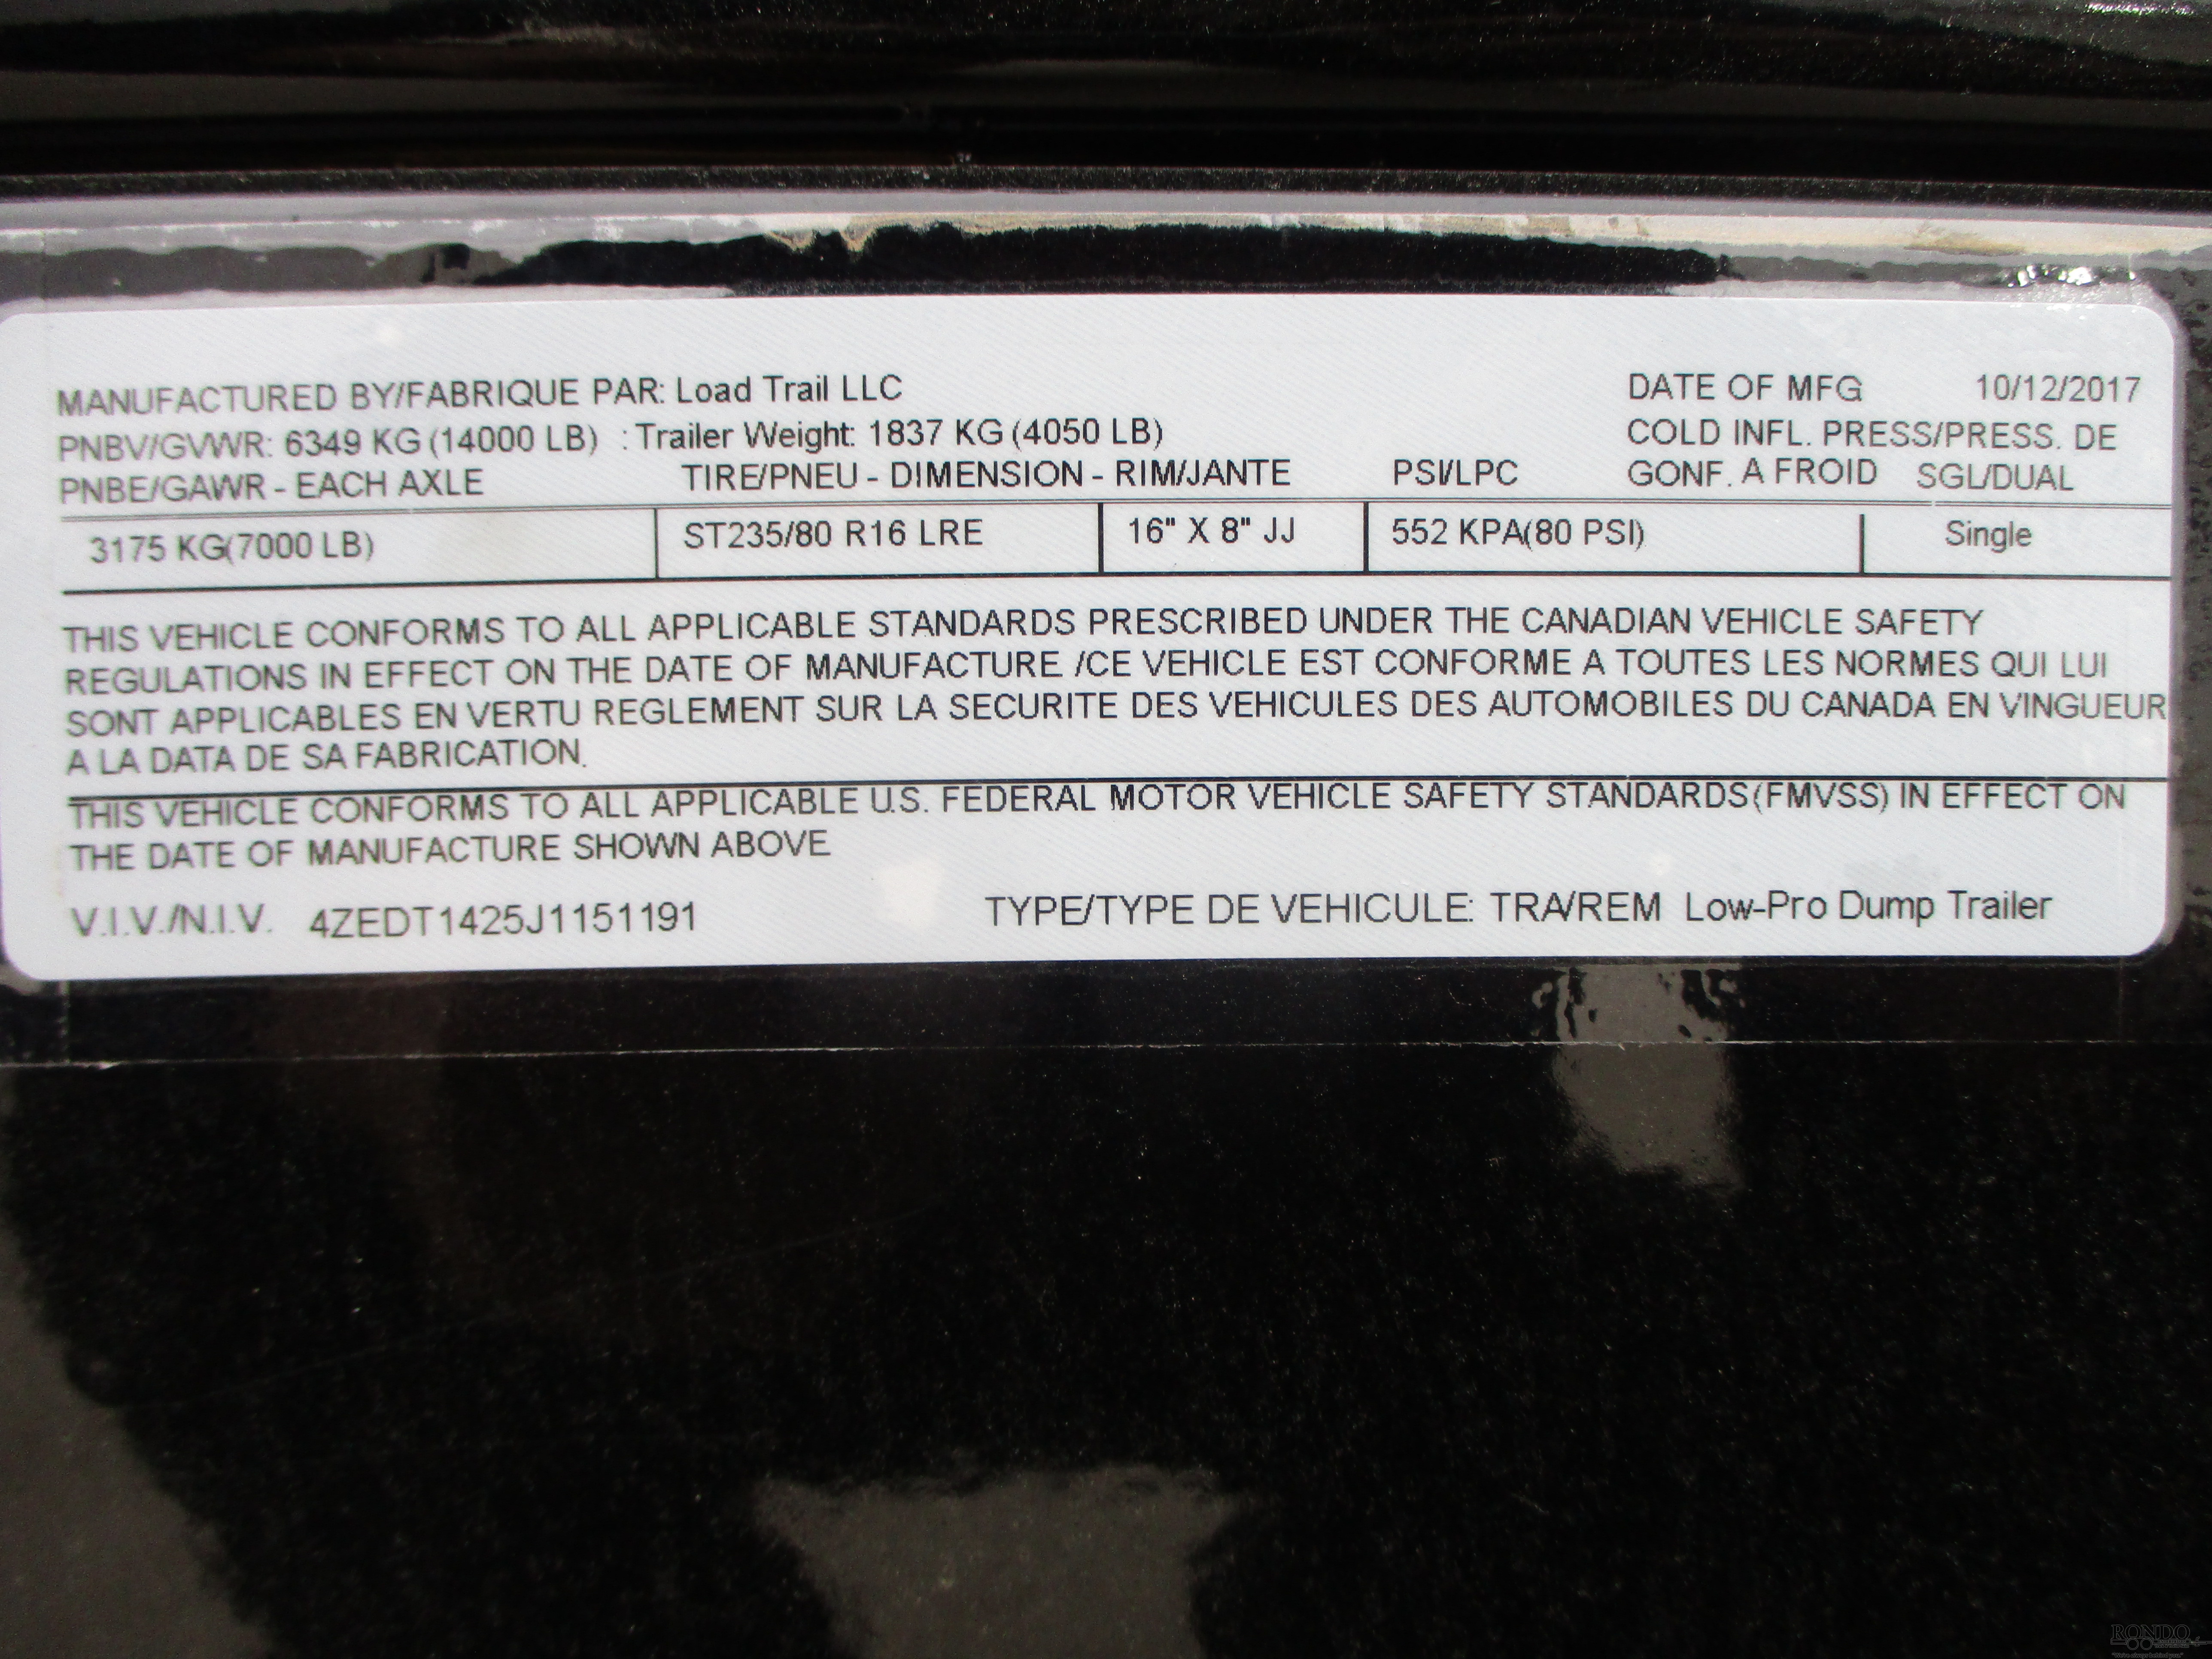 MANUFACTURED BY/FABRIQUE PAR: Load Trail LLC DATE OF MFG 10/12/2017
PNBV/GVWR: 6349 KG (14000 LB) : Trailer Weight: 1837 KG (4050 LB) COLD INFL. PRESS/PRESS. DE
PNBE/GAWR - EACH AXLE TIRE/PNEU - DIMENSION - RIM/JANTE PSI/LPC GONF. A FROID SGL/DUAL
3175 KG(7000 LB) ST235/80 R16 LRE 16" X 8" JJ 552 KPA(80 PSI) Single
THIS VEHICLE CONFORMS TO ALL APPLICABLE STANDARDS PRESCRIBED UNDER THE CANADIAN VEHICLE SAFETY
REGULATIONS IN EFFECT ON THE DATE OF MANUFACTURE /CE VEHICLE EST CONFORME A TOUTES LES NORMES QUI LUI
SONT APPLICABLES EN VERTU REGLEMENT SUR LA SECURITE DES VEHICULES DES AUTOMOBILES DU CANADA EN V'INGUEUR
A LA DATA DE SA FABRICATION.
THIS VEHICLE CONFORMS TO ALL APPLICABLE U.S. FEDERAL MOTOR VEHICLE SAFETY STANDARDS (FMVSS) IN EFFECT ON
THE DATE OF MANUFACTURE SHOWN ABOVE
V.I.V./N.I.V. 4ZEDT1425J1151191 TYPE/TYPE DE VEHICULE: TRA/REM Low-Pro Dump Trailer
RONDO